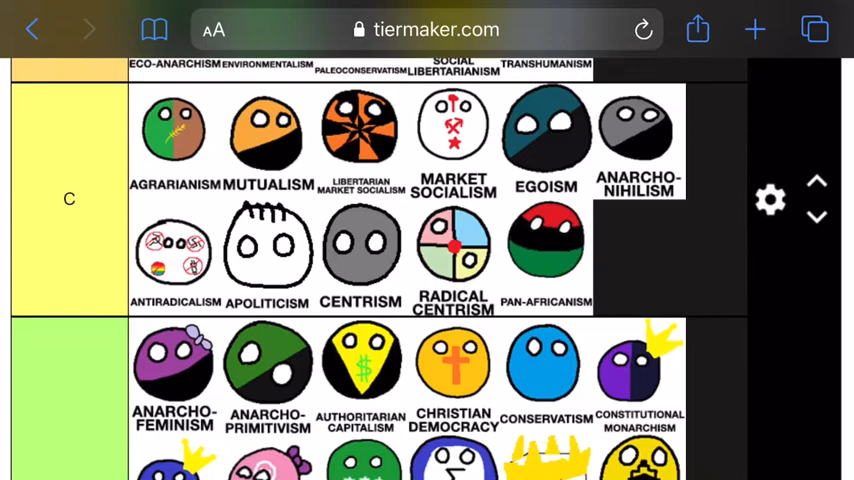 AA tiermaker.com
ECO-ANARCHISM ENVIRONMENTALISM PALEOCONSERVATISM SOCIAL LIBERTARIANISM TRANSHUMANISM
C
AGRARIANISM MUTUALISM LIBERTARIAN MARKET SOCIALISM MARKET SOCIALISM EGOISM ANARCHO-NIHILISM
ANTIRADICALISM APOLITICISM CENTRISM RADICAL CENTRISM PAN-AFRICANISM
$
ANARCHO-FEMINISM ANARCHO-PRIMITIVISM AUTHORITARIAN CAPITALISM CHRISTIAN DEMOCRACY CONSERVATISM CONSTITUTIONAL MONARCHISM